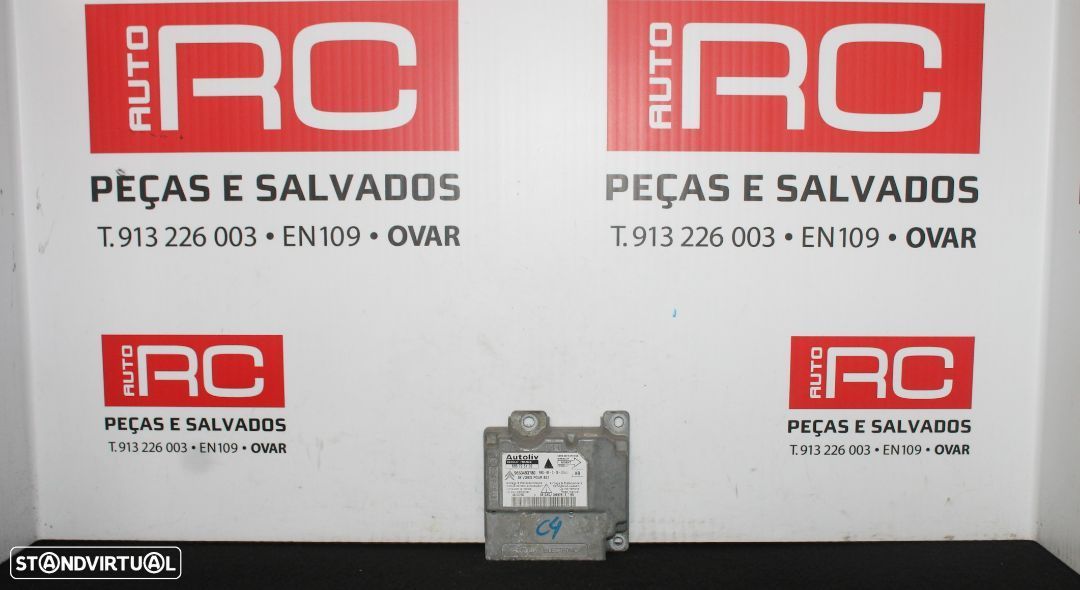 AUTO RC
PEÇAS E SALVADOS
T. 913 226 003 • EN109 • OVAR
AUTO RC
PEÇAS E SALVADOS
T. 913 226 003 • EN109 • OVAR
AUTO RC
PEÇAS E SALVADOS
T. 913 226 003 • EN109 • OVAR
AUTO RC
PEÇAS E SALVADOS
T. 913 226 003 • EN109 • OVAR
Autoliv
C4
STANDVIRTUAL